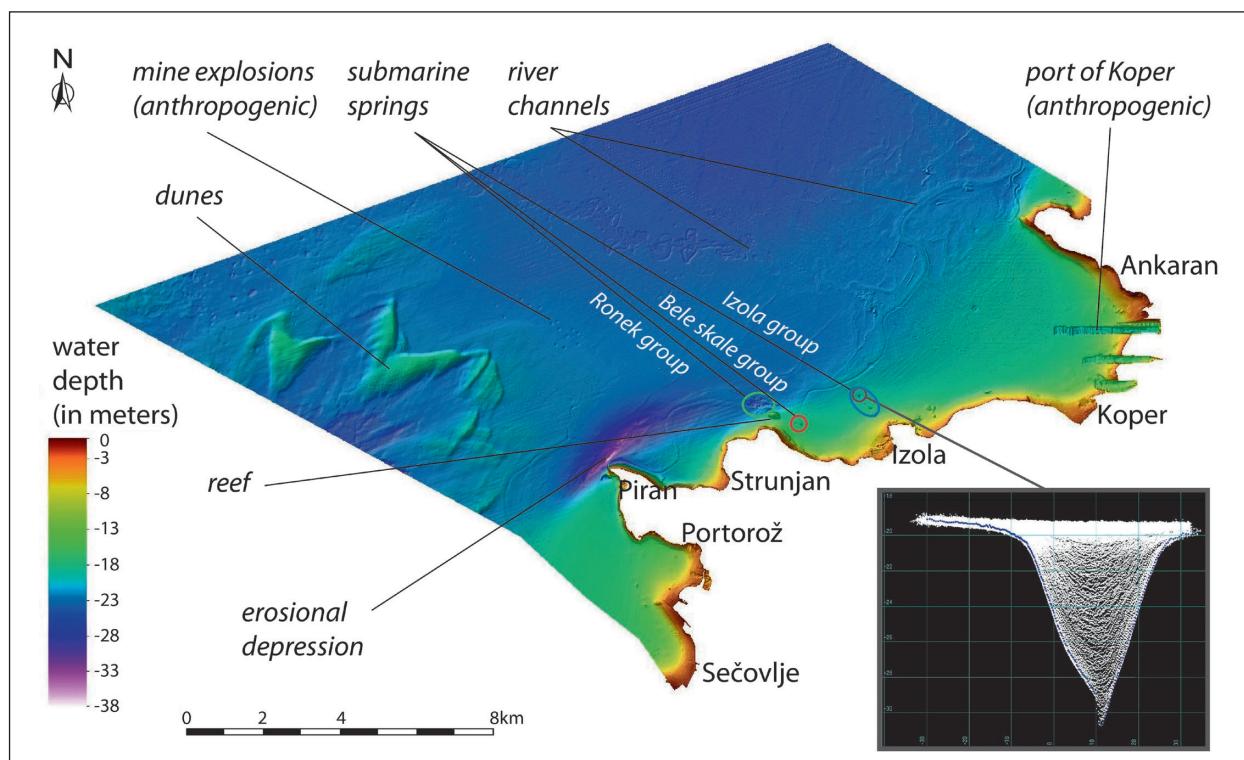 N
mine explosions
(anthropogenic)
submarine
springs
river
channels
port of Koper
(anthropogenic)
dunes
Ankaran
Izola group
Bele skale group
Ronek group
water
depth
(in meters)
0
-3
-8
-13
-18
-23
-28
-33
-38
Koper
Izola
reef
Strunjan
Piran
Portorož
erosional
depression
Sečovlje
0 2 4 8km